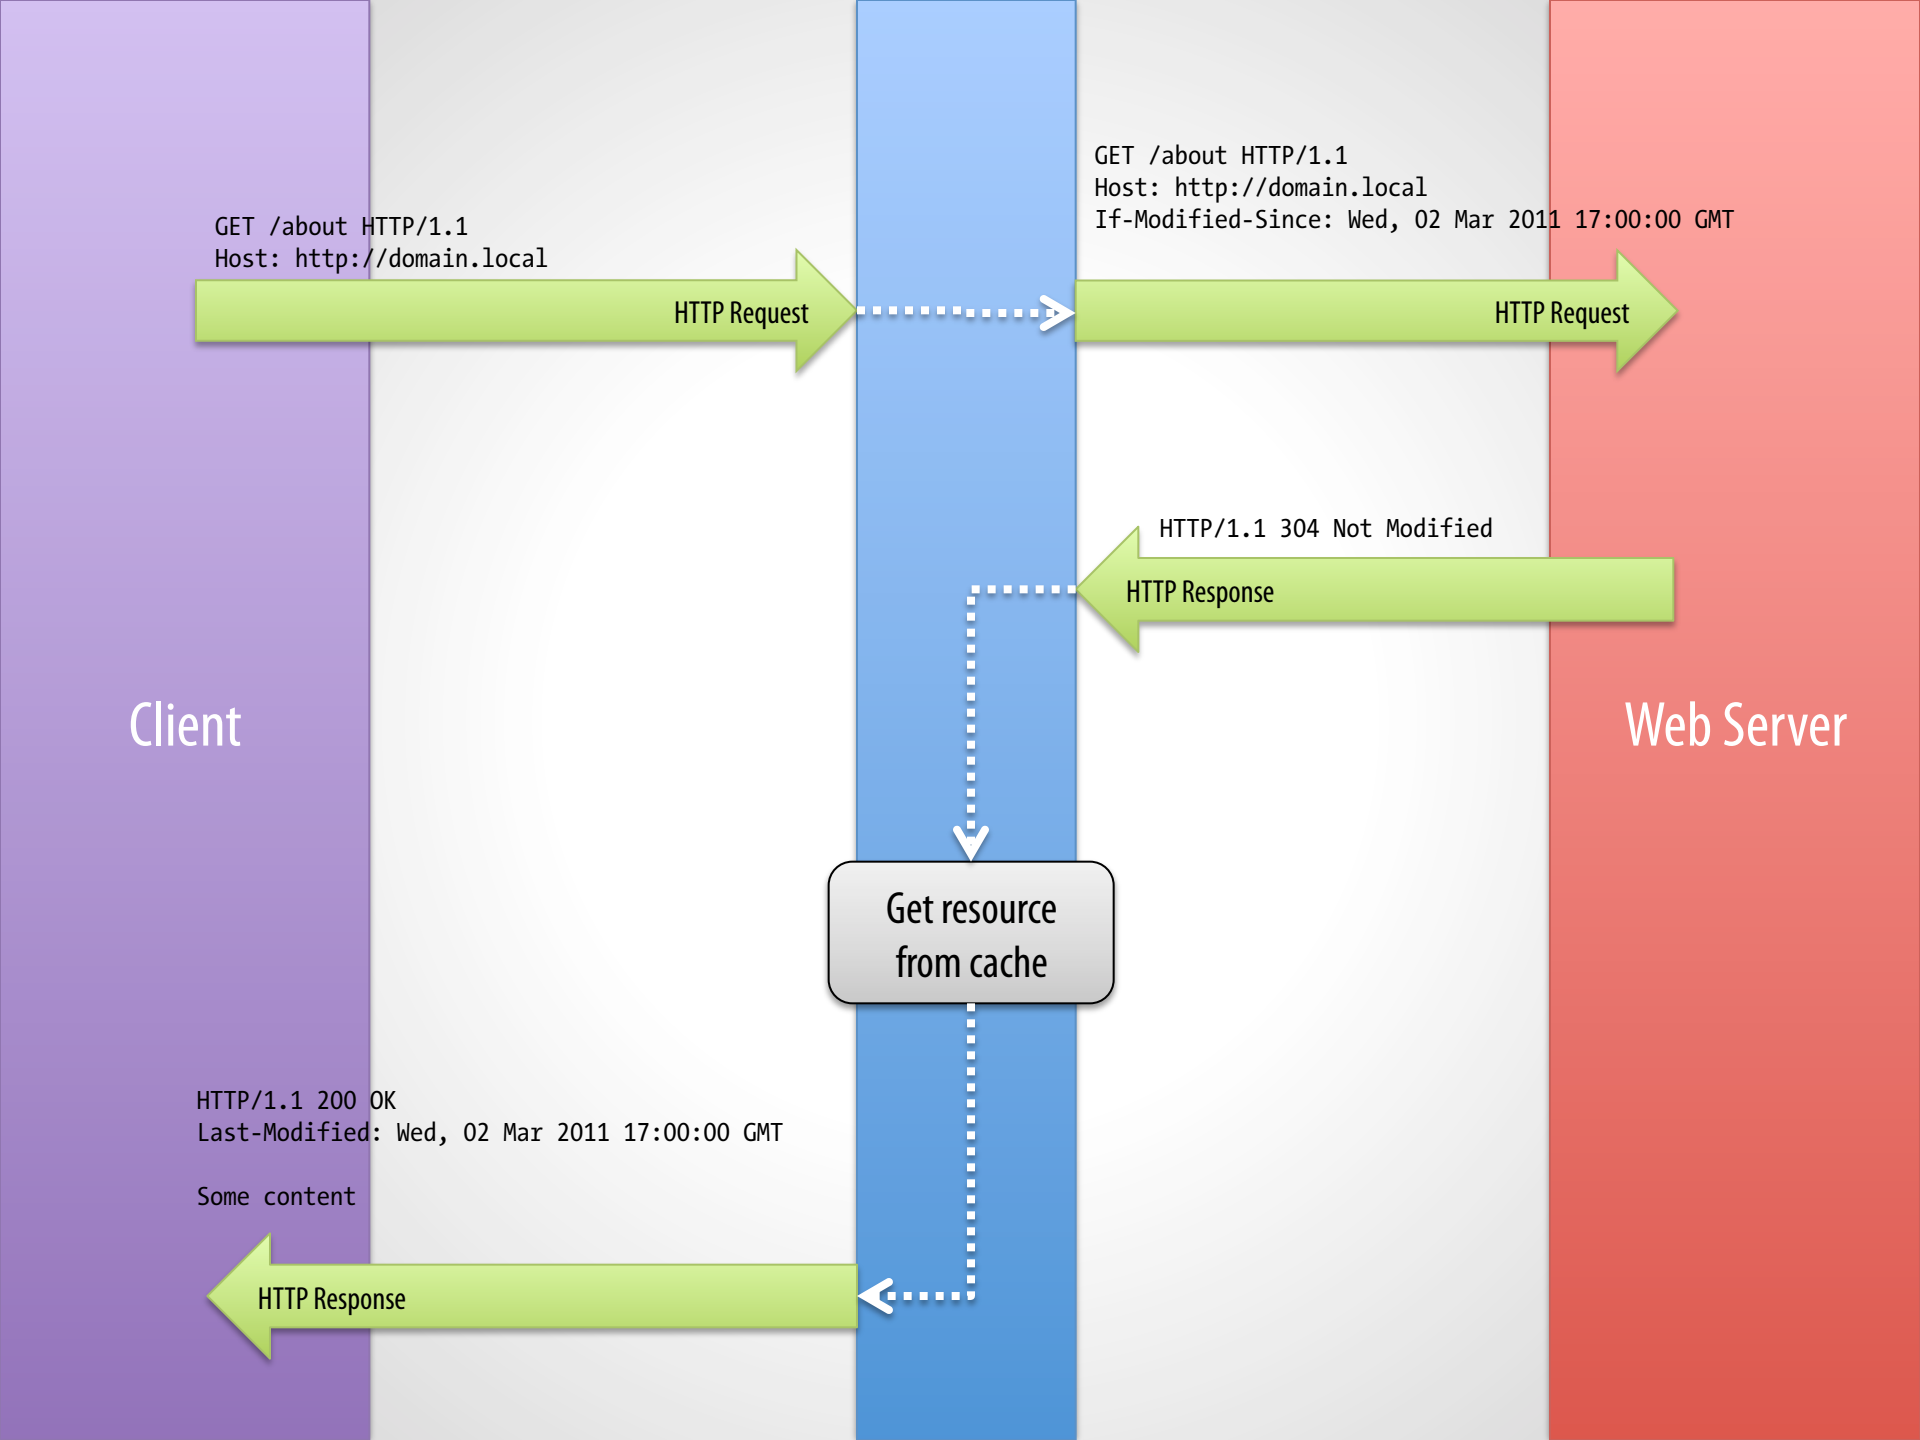 GET /about HTTP/1.1
Host: http://domain.local
HTTP Request
GET /about HTTP/1.1
Host: http://domain.local
If-Modified-Since: Wed, 02 Mar 2011 17:00:00 GMT
HTTP Request
HTTP/1.1 304 Not Modified
HTTP Response
Client
Web Server
Get resource
from cache
HTTP/1.1 200 OK
Last-Modified: Wed, 02 Mar 2011 17:00:00 GMT
Some content
HTTP Response